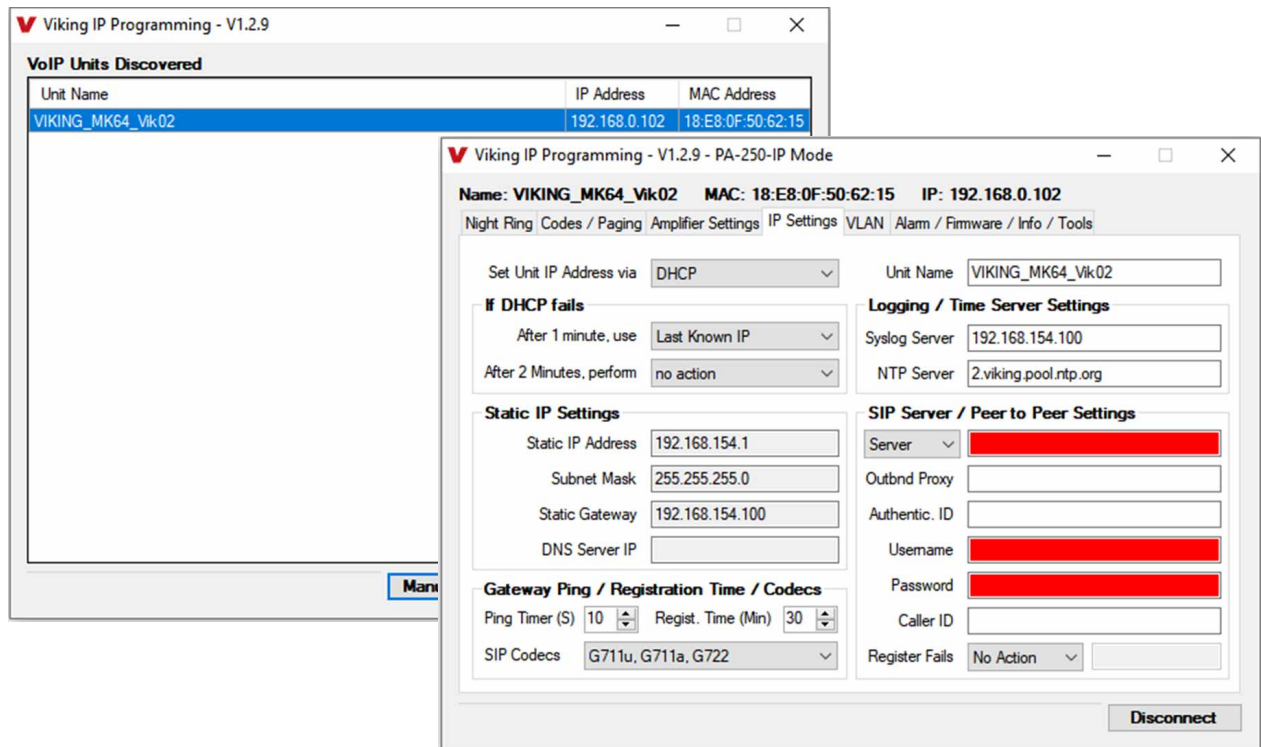 Viking IP Programming - V1.2.9
VoIP Units Discovered
Unit Name IP Address MAC Address
VIKING_MK64_Vik02 192.168.0.102 18:E8:0F:50:62:15
Viking IP Programming - V1.2.9 - PA-250-IP Mode
Name: VIKING_MK64_Vik02 MAC: 18:E8:0F:50:62:15 IP: 192.168.0.102
Night Ring Codes / Paging Amplifier Settings IP Settings VLAN Alarm / Firmware / Info / Tools
Set Unit IP Address via DHCP
If DHCP fails
After 1 minute, use Last Known IP
After 2 Minutes, perform no action
Static IP Settings
Static IP Address 192.168.154.1
Subnet Mask 255.255.255.0
Static Gateway 192.168.154.100
DNS Server IP
Gateway Ping / Registration Time / Codecs
Ping Timer (S) 10 Regist. Time (Min) 30
SIP Codecs G711u, G711a, G722
Unit Name VIKING_MK64_Vik02
Logging / Time Server Settings
Syslog Server 192.168.154.100
NTP Server 2.viking.pool.ntp.org
SIP Server / Peer to Peer Settings
Server
Outbnd Proxy
Authentic. ID
Username
Password
Caller ID
Register Fails No Action
Disconnect